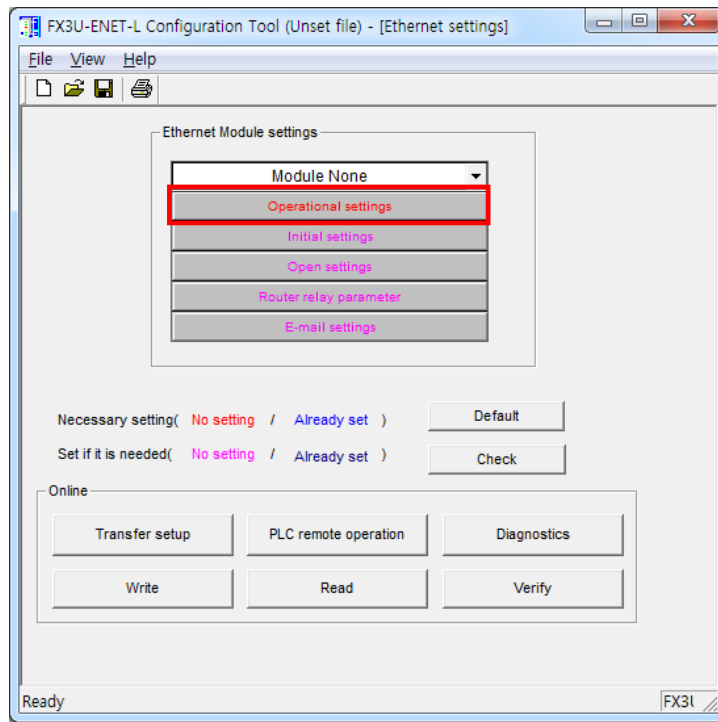 FX3U-ENET-L Configuration Tool (Unset file) - [Ethernet settings]
File View Help
Ethernet Module settings
Module None
Operational settings
Initial settings
Open settings
Router relay parameter
E-mail settings
Necessary setting( No setting / Already set ) Default
Set if it is needed( No setting / Already set ) Check
Online
Transfer setup PLC remote operation Diagnostics
Write Read Verify
Ready